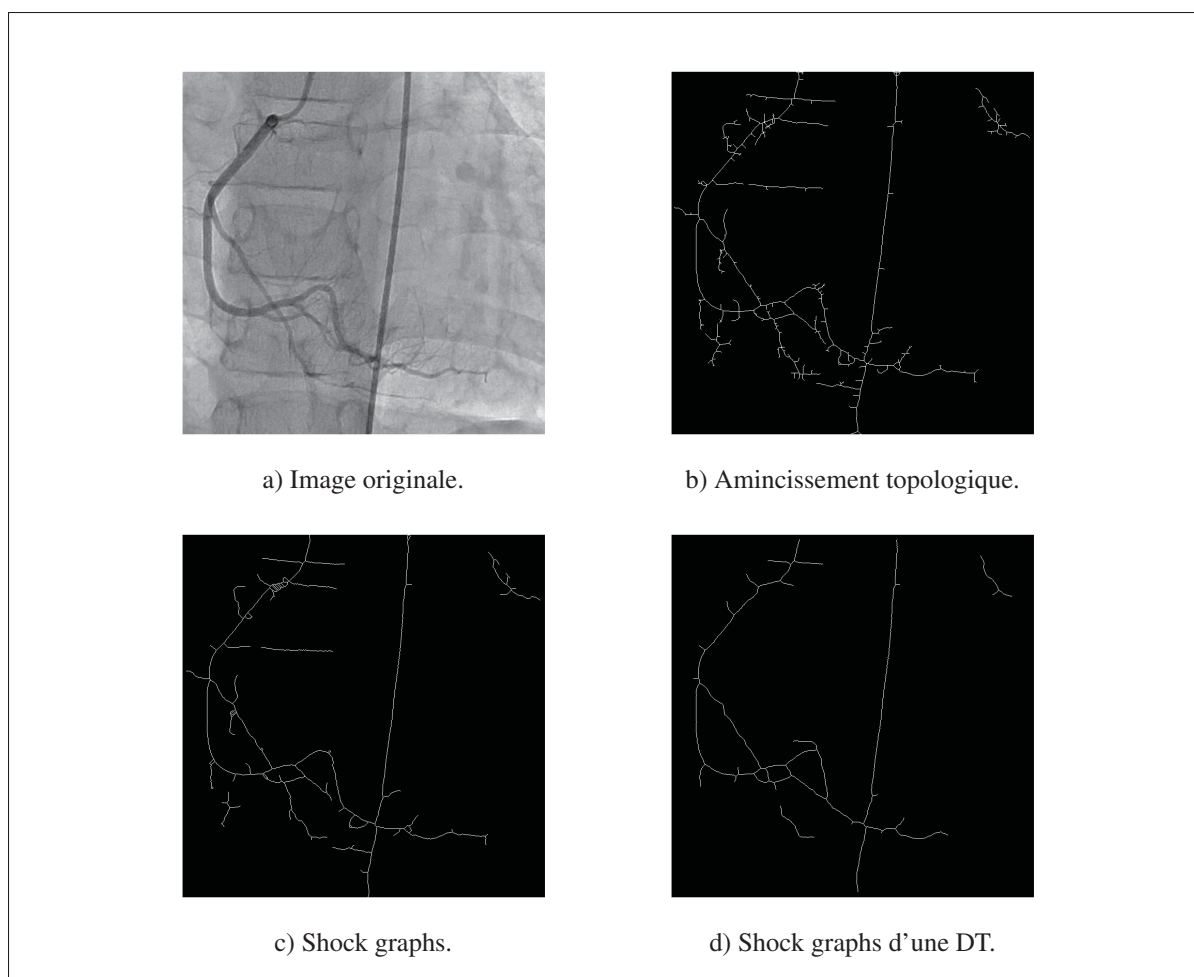 a) Image originale.
b) Amincissement topologique.
c) Shock graphs.
d) Shock graphs d'une DT.